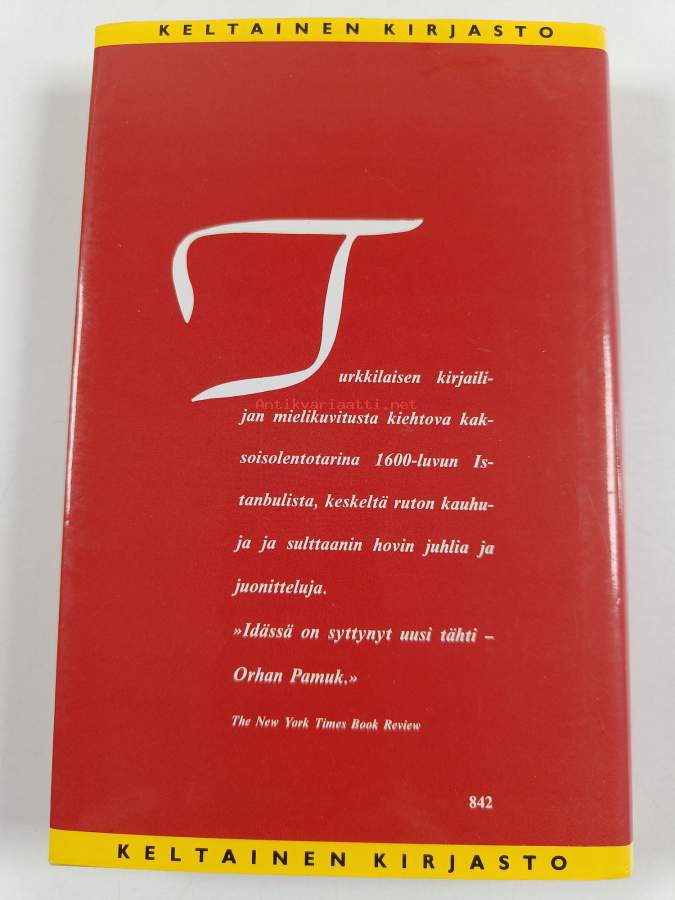 KELTAINEN KIRJASTO
Turkkilaisen kirjaili-
Antikvariaatti.net
jan mielikuvitusta kiehtova kak-
soisolentotarina 1600-luvun Is-
tanbulista, keskeltä ruton kauhu-
ja ja sulttaanin hovin juhlia ja
juonitteluja.
»Idässä on syttynyt uusi tähti –
Orhan Pamuk.»
The New York Times Book Review
842
KELTAINEN KIRJASTO